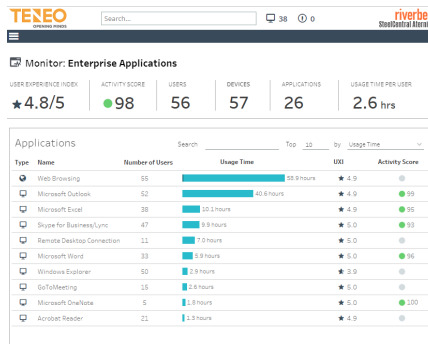 TENEO
OPENING MINDS
Search...
38
0
riverbe
SteelCentral Aterni
Monitor: Enterprise Applications
USER EXPERIENCE INDEX
ACTIVITY SCORE
USERS
DEVICES
APPLICATIONS
USAGE TIME PER USER
4.8/5
98
56
57
26
2.6 hrs
Applications
Search
Top 10 by Usage Time
Type Name Number of Users Usage Time UXI Activity Score
Web Browsing 55 58.9 hours 4.9
Microsoft Outlook 52 40.6 hours 4.9 99
Microsoft Excel 38 10.1 hours 4.9 95
Skype for Business/Lync 47 9.9 hours 5.0 93
Remote Desktop Connection 11 7.8 hours 5.0
Microsoft Word 33 5.9 hours 5.0 96
Windows Explorer 50 2.9 hours 3.9
GoToMeeting 15 2.6 hours 5.0
Microsoft OneNote 5 1.8 hours 5.0 100
Acrobat Reader 21 1.3 hours 4.9